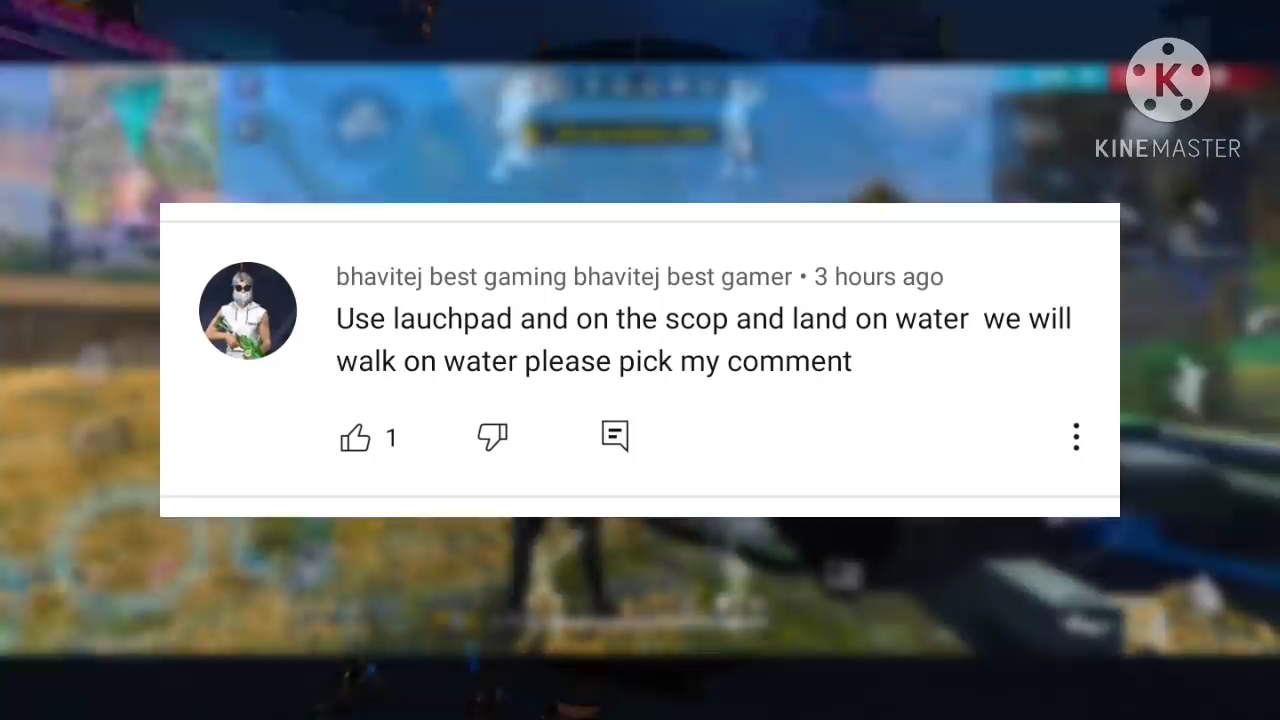 KINEMASTER
bhavitej best gaming bhavitej best gamer • 3 hours ago
Use lauchpad and on the scop and land on water  we will
walk on water please pick my comment
1